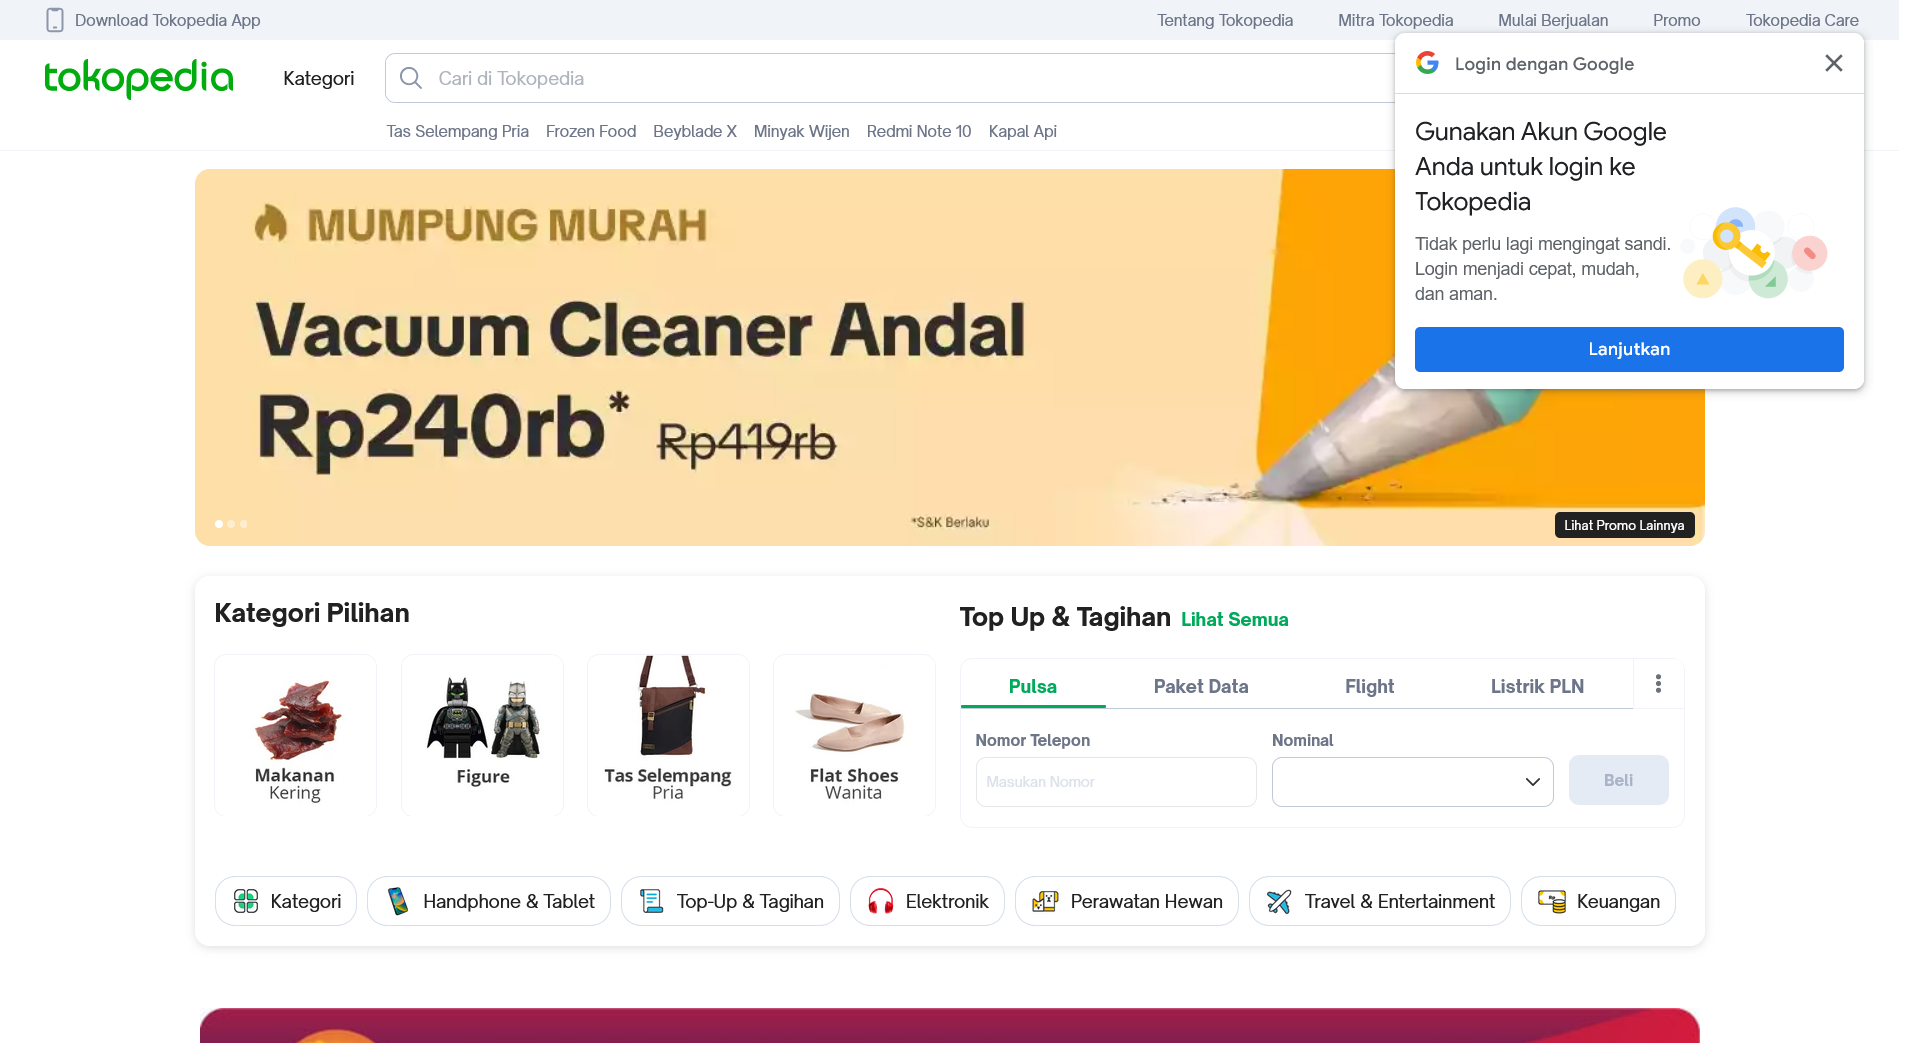 Download Tokopedia App
Tentang Tokopedia
Mitra Tokopedia
Mulai Berjualan
Promo
Tokopedia Care
tokopedia
Kategori
Cari di Tokopedia
Tas Selempang Pria
Frozen Food
Beyblade X
Minyak Wijen
Redmi Note 10
Kapal Api
Login dengan Google
Gunakan Akun Google
Anda untuk login ke
Tokopedia
Tidak perlu lagi mengingat sandi.
Login menjadi cepat, mudah,
dan aman.
Lanjutkan
MUMPUNG MURAH
Vacuum Cleaner Andal
Rp240rb* Rp419rb
*S&K Berlaku
Lihat Promo Lainnya
Kategori Pilihan
Makanan
Kering
Figure
Tas Selempang
Pria
Flat Shoes
Wanita
Top Up & Tagihan Lihat Semua
Pulsa
Paket Data
Flight
Listrik PLN
Nomor Telepon
Masukan Nomor
Nominal
Beli
Kategori
Handphone & Tablet
Top-Up & Tagihan
Elektronik
Perawatan Hewan
Travel & Entertainment
Keuangan